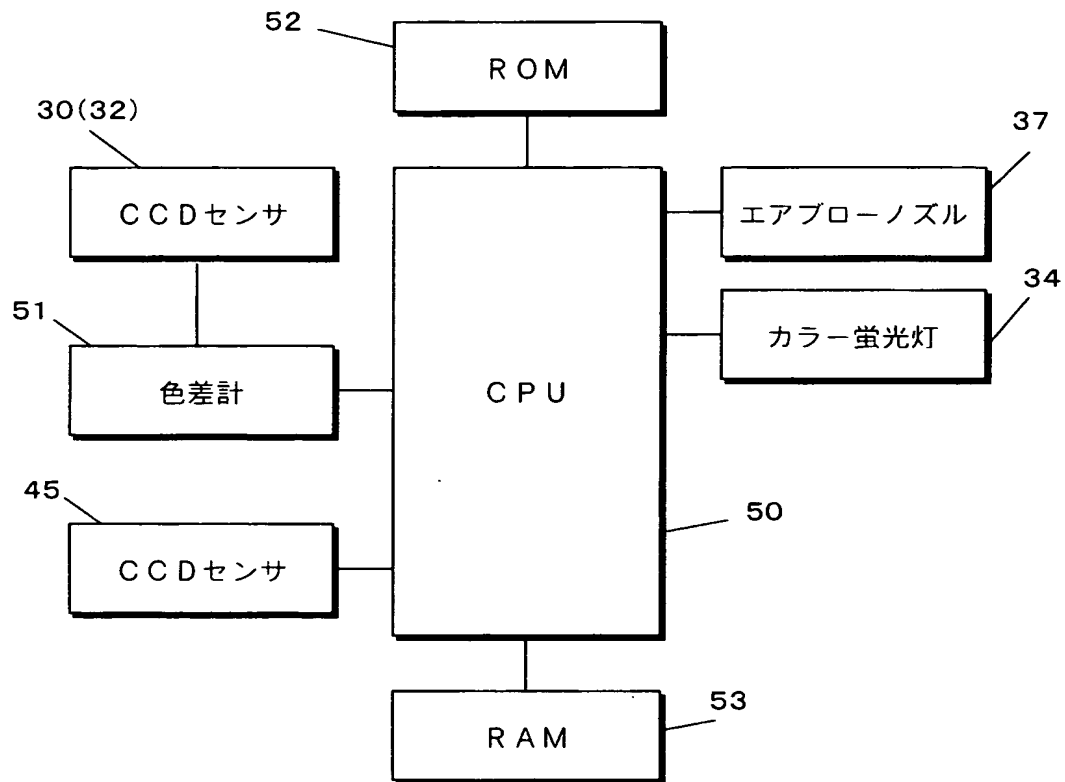 52
ROM
30(32)
37
CCDセンサ
エアブローノズル
51
34
色差計
カラー蛍光灯
CPU
45
50
CCDセンサ
53
RAM